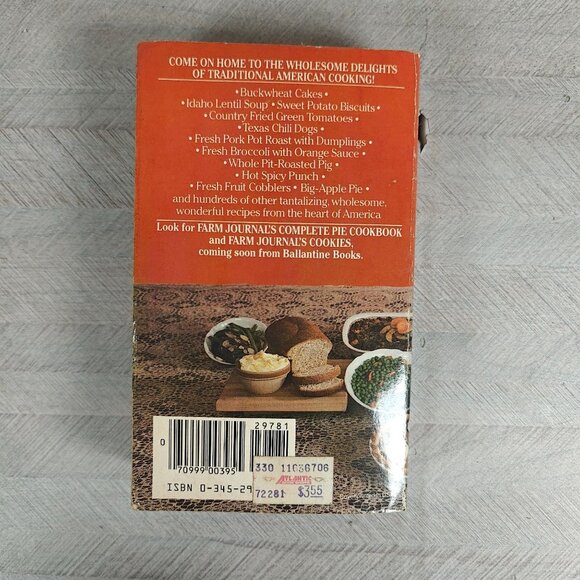 COME ON HOME TO THE WHOLESOME DELIGHTS
OF TRADITIONAL AMERICAN COOKING!
• Buckwheat Cakes •
• Idaho Lentil Soup • Sweet Potato Biscuits •
• Country Fried Green Tomatoes •
• Texas Chili Dogs •
• Fresh Pork Pot Roast with Dumplings •
• Fresh Broccoli with Orange Sauce •
• Whole Pit-Roasted Pig •
• Hot Spicy Punch •
• Fresh Fruit Cobblers • Big-Apple Pie •
and hundreds of other tantalizing, wholesome,
wonderful recipes from the heart of America
Look for FARM JOURNAL'S COMPLETE PIE COOKBOOK
and FARM JOURNAL'S COOKIES,
coming soon from Ballantine Books.
29781
0
70999 00395
ISBN 0-345-29
330 11036706
ATLANTIC
72281 $3.55